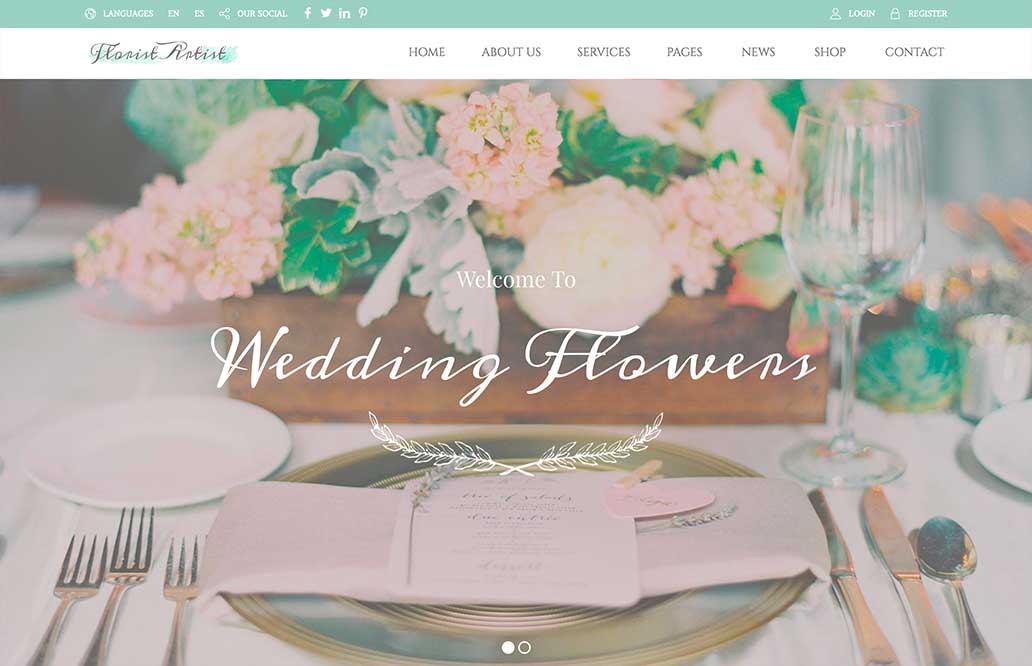 LANGUAGES EN ES OUR SOCIAL LOGIN REGISTER
Florist Artist
HOME ABOUT US SERVICES PAGES NEWS SHOP CONTACT
Welcome To
Wedding Flowers
dessert